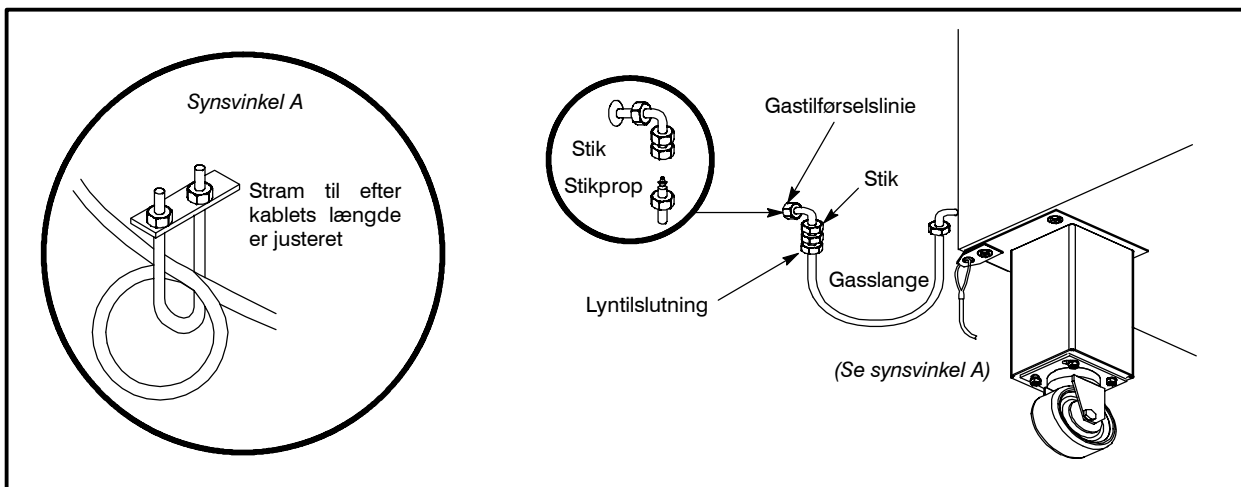 Synsvinkel A
Stram til efter
kablets længde
er justeret
Stik
Stikprop
Gastilførselslinie
Stik
Gasslange
Lyntilslutning
(Se synsvinkel A)